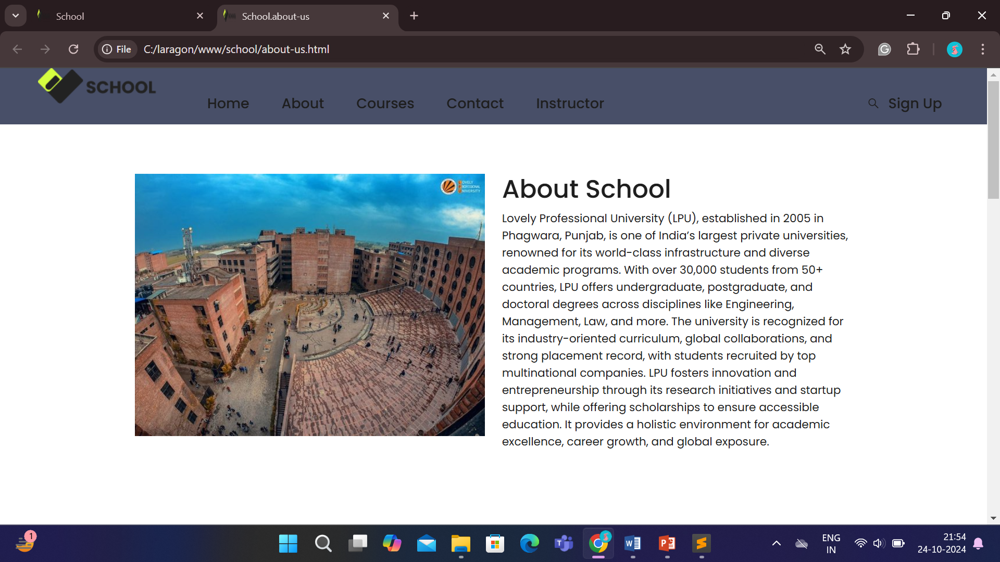 School
School.about-us
File
C:/laragon/www/school/about-us.html
SCHOOL
Home
About
Courses
Contact
Instructor
Sign Up
LOVELY
PROFESSIONAL
UNIVERSITY
About School
Lovely Professional University (LPU), established in 2005 in
Phagwara, Punjab, is one of India’s largest private universities,
renowned for its world-class infrastructure and diverse
academic programs. With over 30,000 students from 50+
countries, LPU offers undergraduate, postgraduate, and
doctoral degrees across disciplines like Engineering,
Management, Law, and more. The university is recognized for
its industry-oriented curriculum, global collaborations, and
strong placement record, with students recruited by top
multinational companies. LPU fosters innovation and
entrepreneurship through its research initiatives and startup
support, while offering scholarships to ensure accessible
education. It provides a holistic environment for academic
excellence, career growth, and global exposure.
1
ENG
IN
21:54
24-10-2024